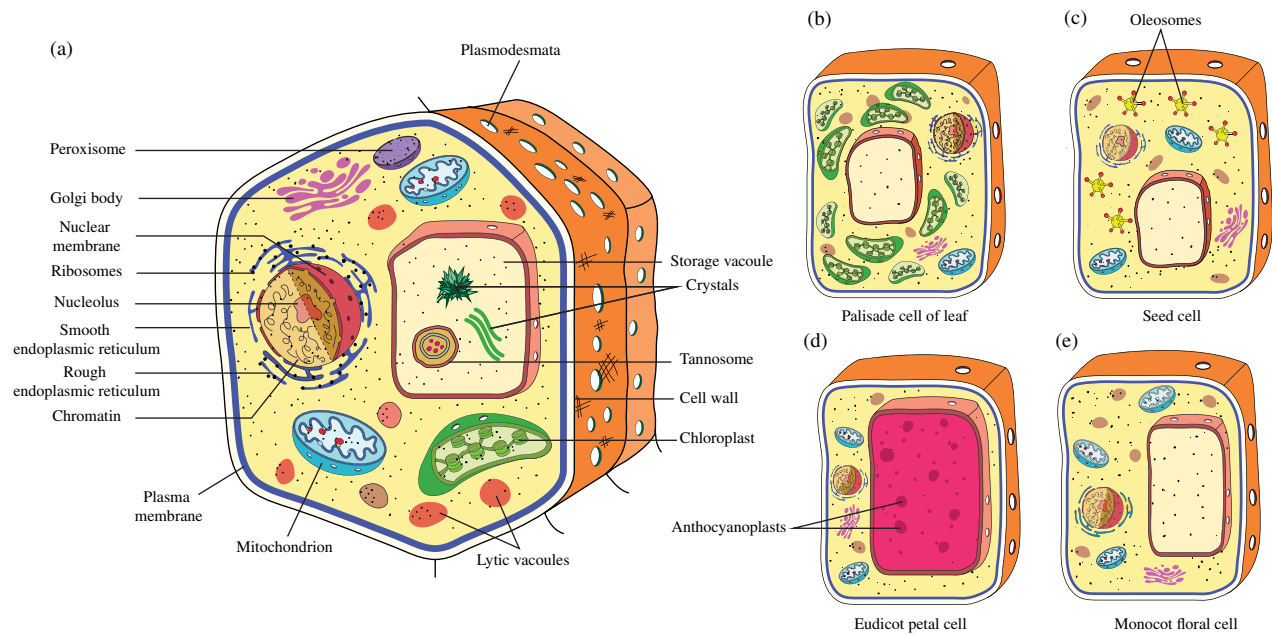 (a)
Plasmodesmata
Peroxisome
Golgi body
Nuclear
membrane
Ribosomes
Nucleolus
Smooth
endoplasmic reticulum
Rough
endoplasmic reticulum
Chromatin
Plasma
membrane
Mitochondrion
Lytic vacoules
Storage vacoule
Crystals
Tannosome
Cell wall
Chloroplast
(b)
Palisade cell of leaf
(c)
Oleosomes
Seed cell
(d)
Anthocyanoplasts
Eudicot petal cell
(e)
Monocot floral cell